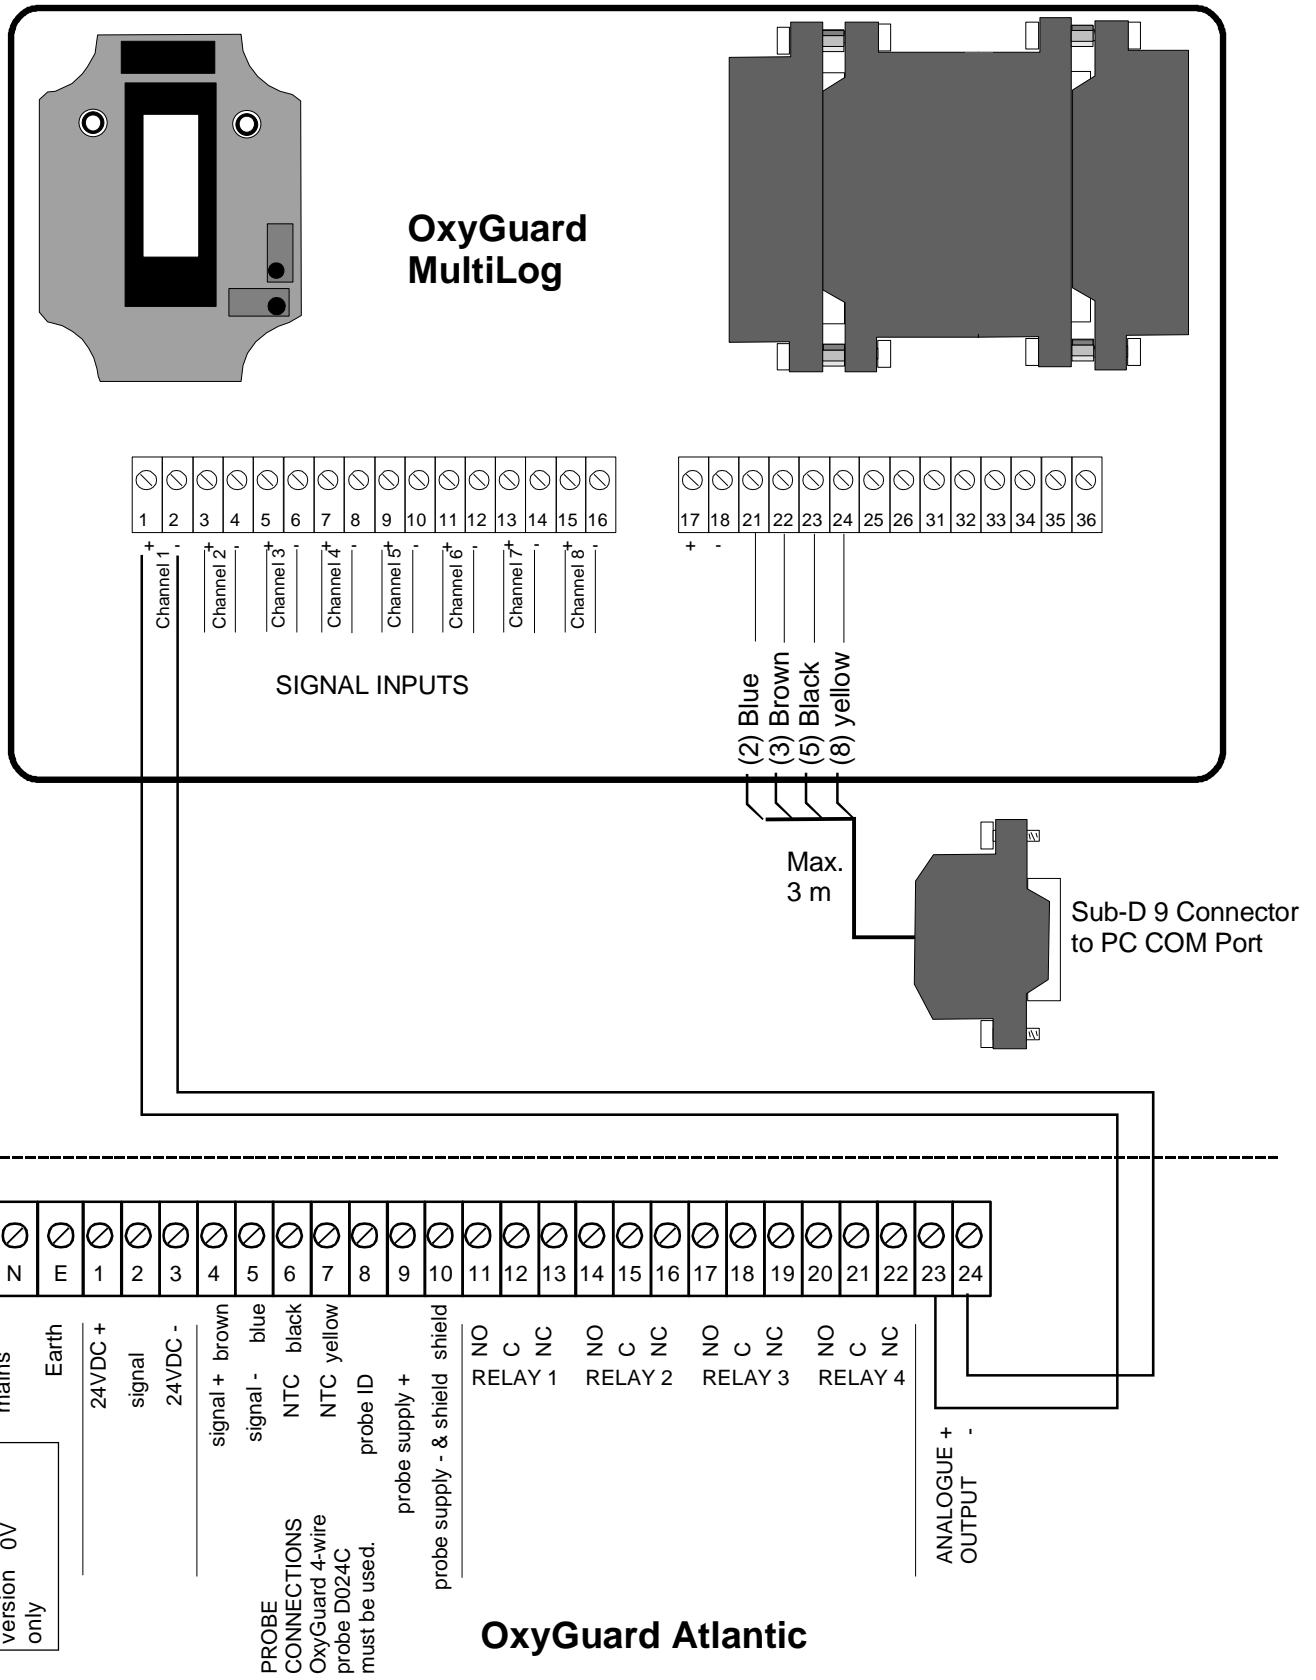 OxyGuard
MultiLog
1 2 3 4 5 6 7 8 9 10 11 12 13 14 15 16
17 18 21 22 23 24 25 26 31 32 33 34 35 36
+ - + - + - + - + - + - + - + -
+ -
Channel 1
Channel 2
Channel 3
Channel 4
Channel 5
Channel 6
Channel 7
Channel 8
SIGNAL INPUTS
(2) Blue
(3) Brown
(5) Black
(8) yellow
Max.
3 m
Sub-D 9 Connector
to PC COM Port
N E 1 2 3 4 5 6 7 8 9 10 11 12 13 14 15 16 17 18 19 20 21 22 23 24
mains
Earth
24VDC +
signal
24VDC -
signal + brown
signal - blue
NTC black
NTC yellow
probe ID
probe supply +
probe supply - & shield shield
NO C NC
RELAY 1
NO C NC
RELAY 2
NO C NC
RELAY 3
NO C NC
RELAY 4
ANALOGUE +
OUTPUT -
version 0V
only
PROBE
CONNECTIONS
OxyGuard 4-wire
probe D024C
must be used.
OxyGuard Atlantic